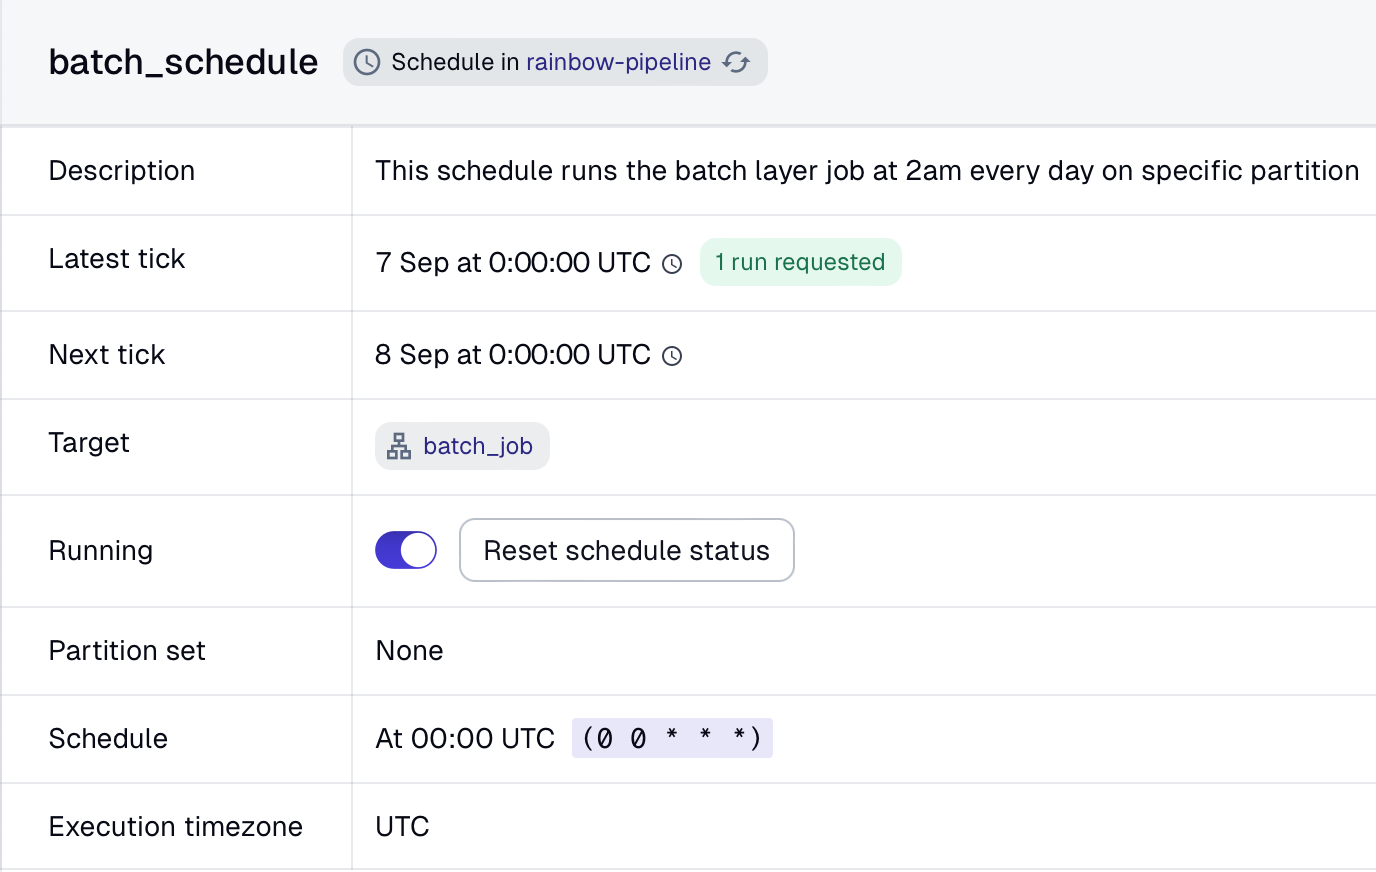 batch_schedule Schedule in rainbow-pipeline
Description This schedule runs the batch layer job at 2am every day on specific partition
Latest tick 7 Sep at 0:00:00 UTC 1 run requested
Next tick 8 Sep at 0:00:00 UTC
Target batch_job
Running Reset schedule status
Partition set None
Schedule At 00:00 UTC (0 0 * * *)
Execution timezone UTC